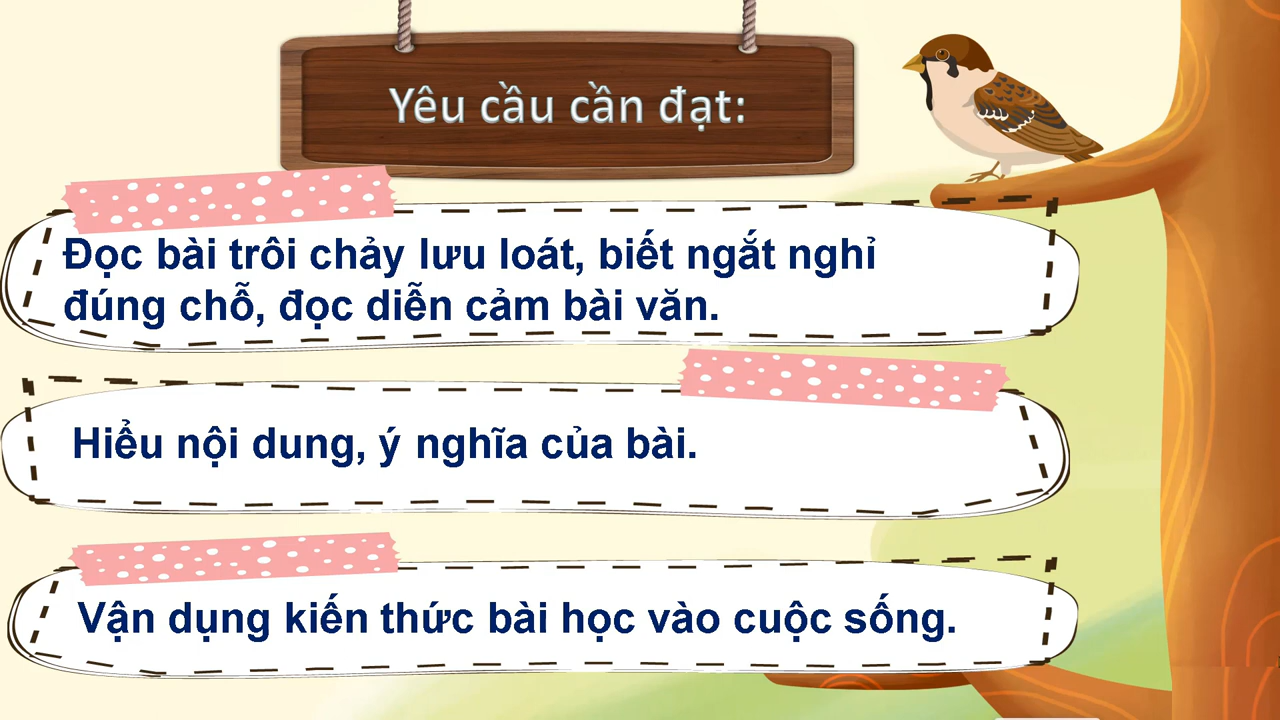 Yêu cầu cần đạt:
Đọc bài trôi chảy lưu loát, biết ngắt nghỉ
đúng chỗ, đọc diễn cảm bài văn.
Hiểu nội dung, ý nghĩa của bài.
Vận dụng kiến thức bài học vào cuộc sống.